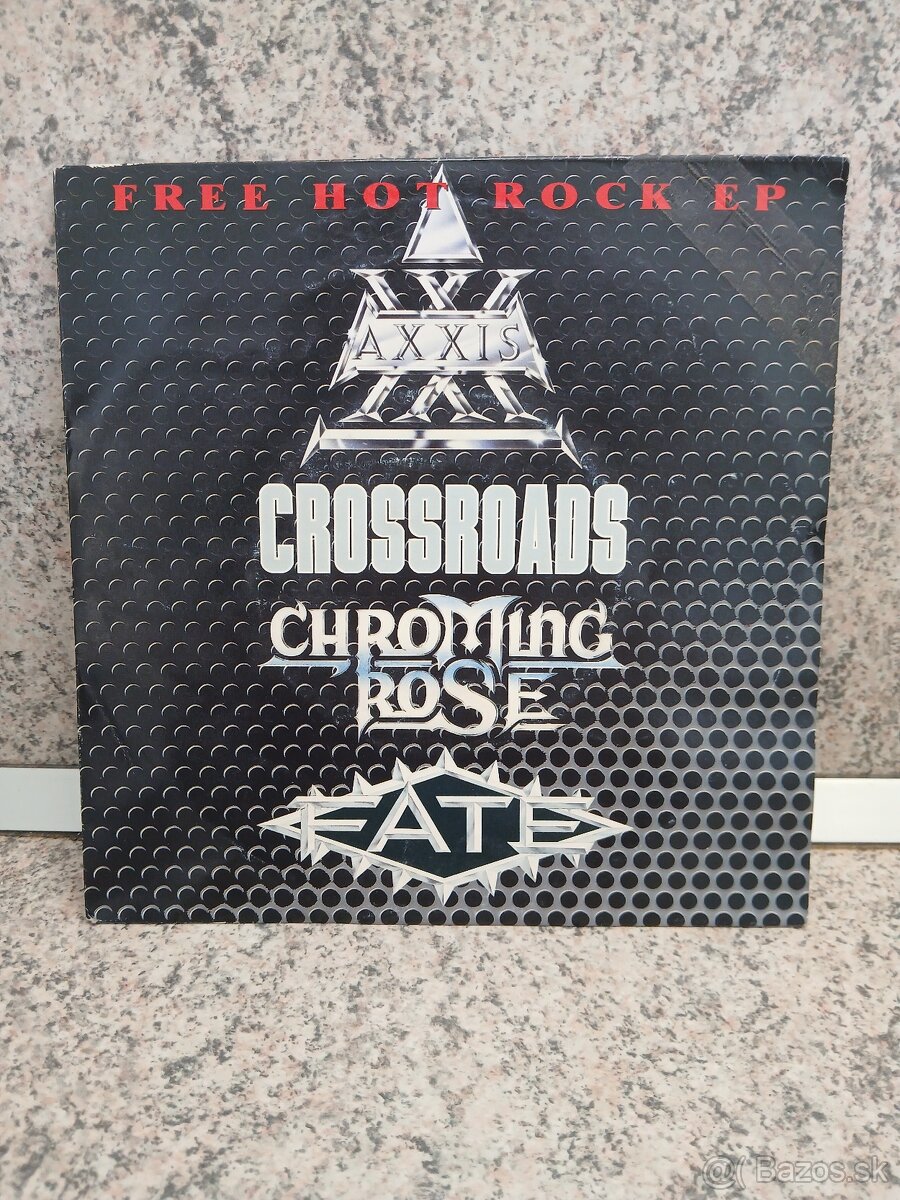 FREE HOT ROCK EP
AXXIS
CROSSROADS
CHROMING
ROSE
FATE
@( Bazos.sk